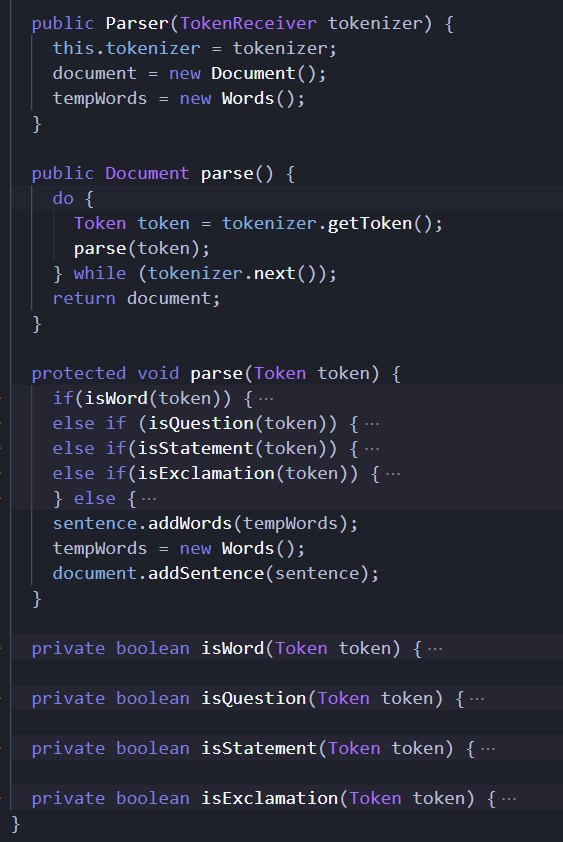 public Parser(TokenReceiver tokenizer) {
this.tokenizer = tokenizer;
document = new Document();
tempWords = new Words();
}
public Document parse() {
do {
Token token = tokenizer.getToken();
parse(token);
} while (tokenizer.next());
return document;
}
protected void parse(Token token) {
if(isWord(token)) { ···
else if (isQuestion(token)) { ···
else if(isStatement(token)) { ···
else if(isExclamation(token)) { ···
} else { ···
sentence.addWords(tempWords);
tempWords = new Words();
document.addSentence(sentence);
}
private boolean isWord(Token token) { ···
private boolean isQuestion(Token token) { ···
private boolean isStatement(Token token) { ···
private boolean isExclamation(Token token) { ···
}